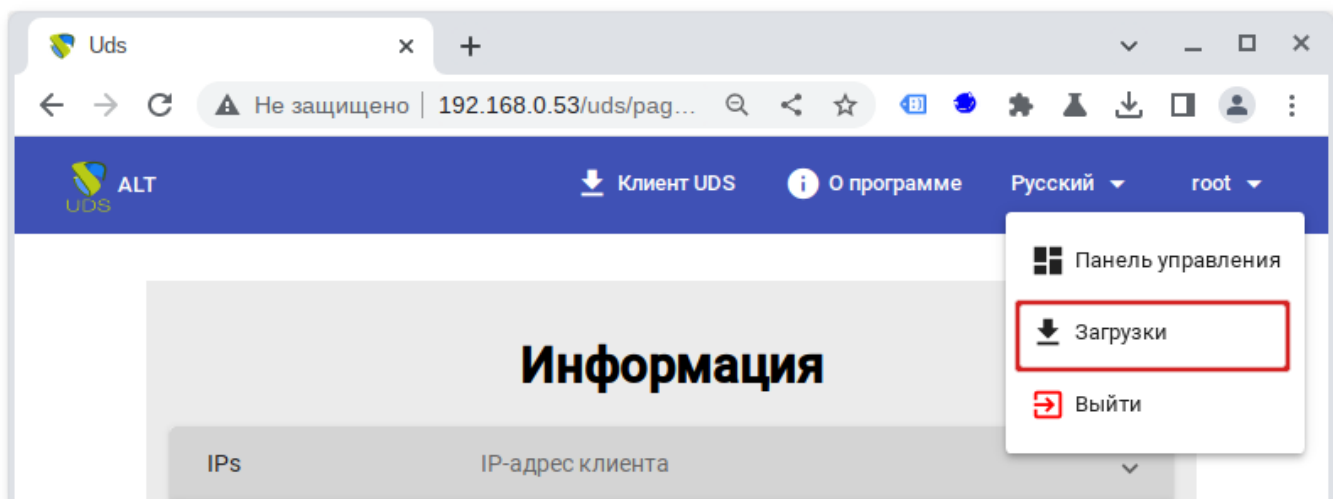 Uds
Не защищено 192.168.0.53/uds/pag...
UDS ALT Клиент UDS О программе Русский root
Панель управления
Загрузки
Выйти
Информация
IPs IP-адрес клиента